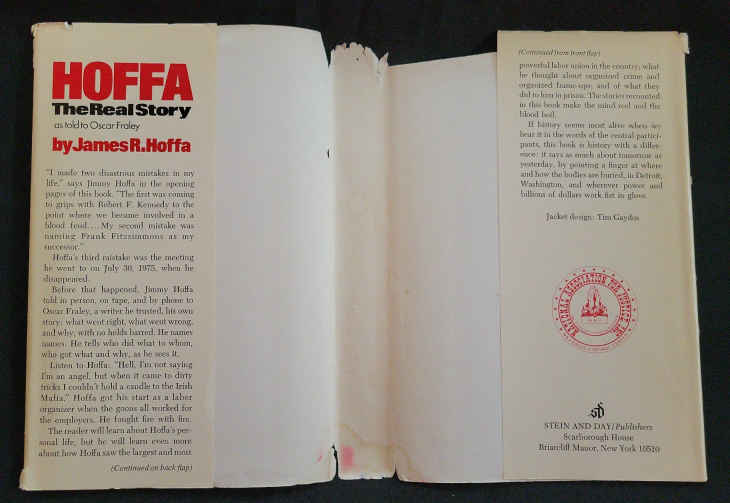 HOFFA
The Real Story
as told to Oscar Fraley
by James R. Hoffa
"I made two disastrous mistakes in my
life," says Jimmy Hoffa in the opening
pages of this book. "The first was coming
to grips with Robert F. Kennedy to the
point where we became involved in a
blood feud.... My second mistake was
naming Frank Fitzsimmons as my
successor."
Hoffa's third mistake was the meeting
he went to on July 30, 1975, when he
disappeared.
Before that happened, Jimmy Hoffa
told in person, on tape, and by phone to
Oscar Fraley, a writer he trusted, his own
story: what went right, what went wrong,
and why, with no holds barred. He names
names. He tells who did what to whom,
who got what and why, as he sees it.
Listen to Hoffa: "Hell, I'm not saying
I'm an angel, but when it came to dirty
tricks I couldn't hold a candle to the Irish
Mafia." Hoffa got his start as a labor
organizer when the goons all worked for
the employers. He fought fire with fire.
The reader will learn about Hoffa's per-
sonal life, but he will learn even more
about how Hoffa saw the largest and most
(Continued on back flap)
(Continued from front flap)
powerful labor union in the country; what
he thought about organized crime and
organized frame-ups; and of what they
did to him in prison. The stories recounted
in this book make the mind reel and the
blood boil.
If history seems most alive when we
hear it in the words of the central partici-
pants, this book is history with a differ-
ence: it says as much about tomorrow as
yesterday, by pointing a finger at where
and how the bodies are buried, in Detroit,
Washington, and wherever power and
billions of dollars work fist in glove.
Jacket design: Tim Gaydos
SD
STEIN AND DAY/Publishers
Scarborough House
Briarcliff Manor, New York 10510